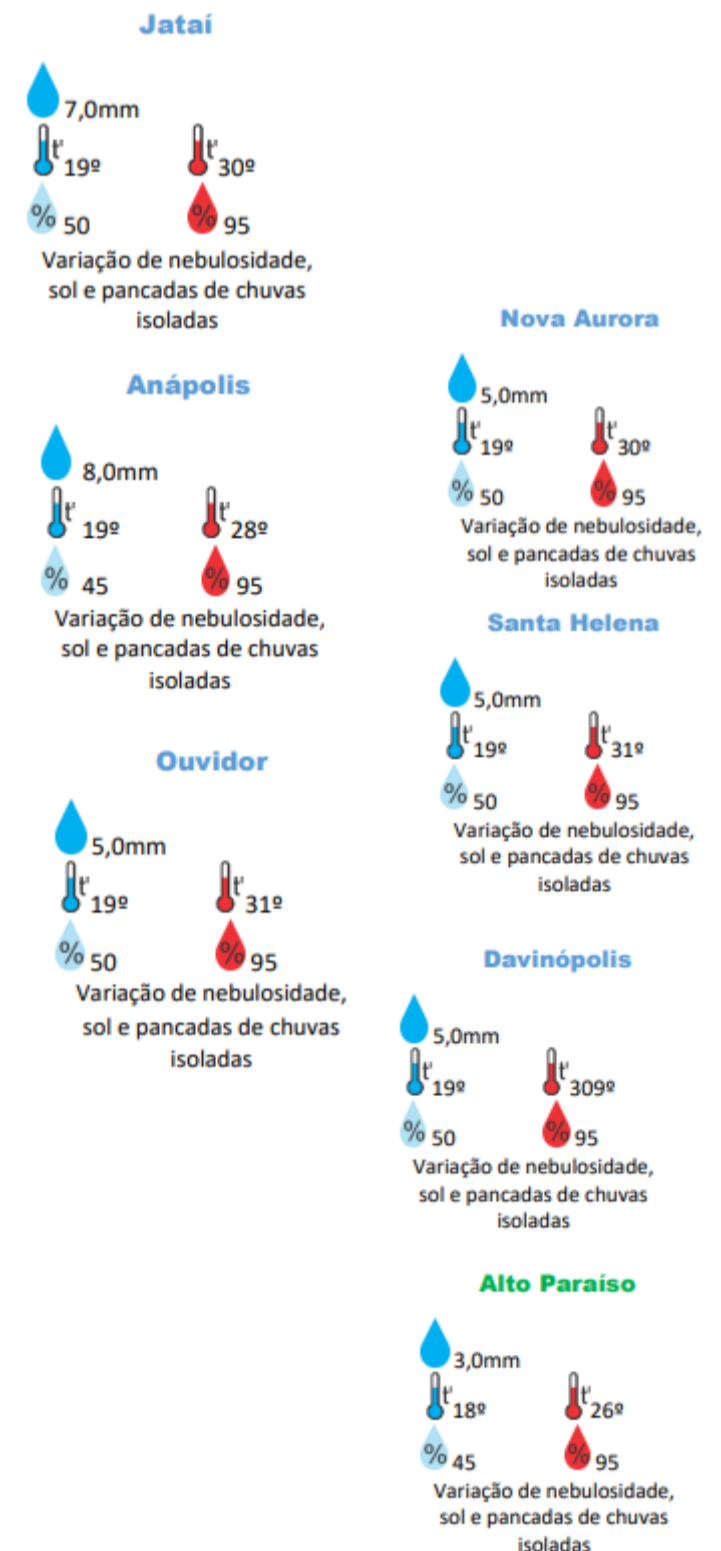 Jataí
7,0mm
t' 19º t' 30º
% 50 % 95
Variação de nebulosidade,
sol e pancadas de chuvas
isoladas
Anápolis
8,0mm
t' 19º t' 28º
% 45 % 95
Variação de nebulosidade,
sol e pancadas de chuvas
isoladas
Ouvidor
5,0mm
t' 19º t' 31º
% 50 % 95
Variação de nebulosidade,
sol e pancadas de chuvas
isoladas
Nova Aurora
5,0mm
t' 19º t' 30º
% 50 % 95
Variação de nebulosidade,
sol e pancadas de chuvas
isoladas
Santa Helena
5,0mm
t' 19º t' 31º
% 50 % 95
Variação de nebulosidade,
sol e pancadas de chuvas
isoladas
Davinópolis
5,0mm
t' 19º t' 309º
% 50 % 95
Variação de nebulosidade,
sol e pancadas de chuvas
isoladas
Alto Paraíso
3,0mm
t' 18º t' 26º
% 45 % 95
Variação de nebulosidade,
sol e pancadas de chuvas
isoladas